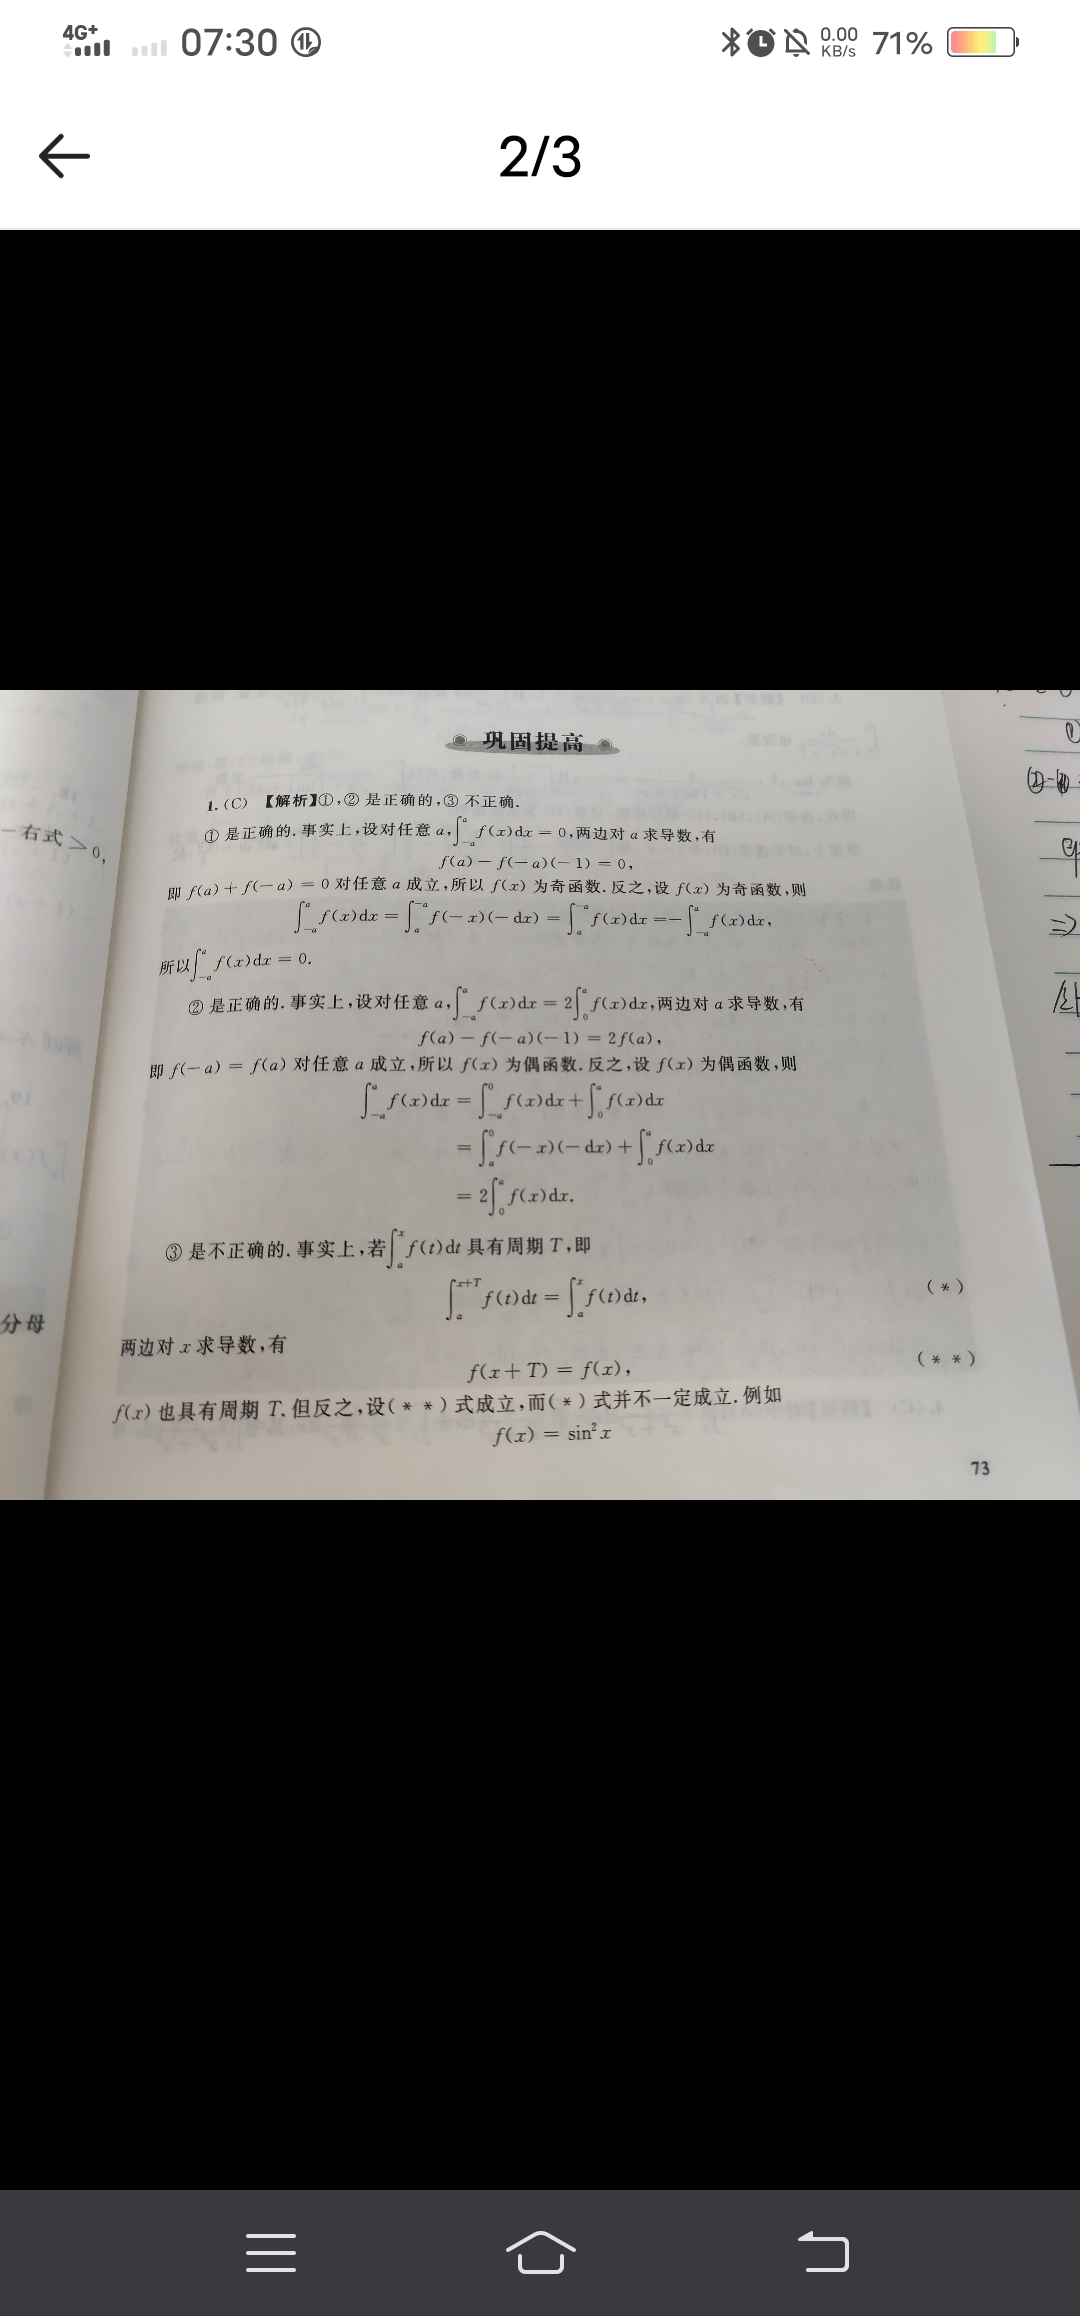 4G+ 07:30 0.00 KB/s 71%
2/3
巩固提高
1. (C) 【解析】①,② 是正确的,③ 不正确.
① 是正确的. 事实上,设对任意 a,∫_{-a}^{a} f(x)dx = 0,两边对 a 求导数,有
f(a) − f(− a)(− 1) = 0,
即 f(a) + f(− a) = 0 对任意 a 成立,所以 f(x) 为奇函数. 反之,设 f(x) 为奇函数,则
∫_{-a}^{a} f(x)dx = ∫_{a}^{-a} f(− x)(− dx) = ∫_{a}^{-a} f(x)dx = − ∫_{-a}^{a} f(x)dx,
所以 ∫_{-a}^{a} f(x)dx = 0.
② 是正确的. 事实上,设对任意 a,∫_{-a}^{a} f(x)dx = 2∫_{0}^{a} f(x)dx,两边对 a 求导数,有
f(a) − f(− a)(− 1) = 2f(a),
即 f(− a) = f(a) 对任意 a 成立,所以 f(x) 为偶函数. 反之,设 f(x) 为偶函数,则
∫_{-a}^{a} f(x)dx = ∫_{-a}^{0} f(x)dx + ∫_{0}^{a} f(x)dx
= ∫_{a}^{0} f(− x)(− dx) + ∫_{0}^{a} f(x)dx
= 2∫_{0}^{a} f(x)dx.
③ 是不正确的. 事实上,若 ∫_{a}^{x} f(t)dt 具有周期 T,即
∫_{a}^{x+T} f(t)dt = ∫_{a}^{x} f(t)dt, (*)
两边对 x 求导数,有
f(x + T) = f(x), (* *)
f(x) 也具有周期 T. 但反之,设(* *)式成立,而(*)式并不一定成立. 例如
f(x) = sin² x
73
− 右式 > 0,
分母